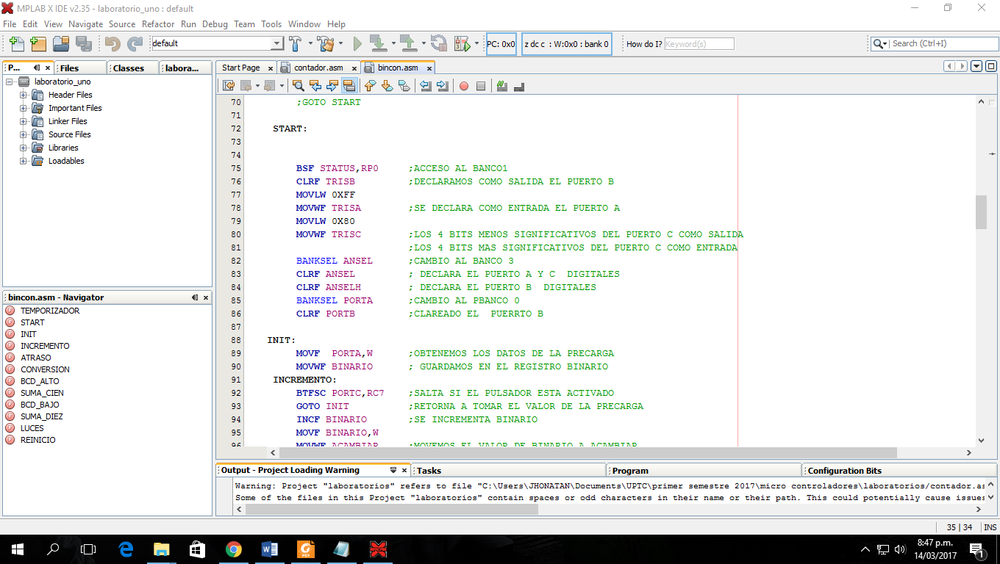 MPLAB X IDE v2.35 - laboratorio_uno : default
File Edit View Navigate Source Refactor Run Debug Team Tools Window Help
default
PC: 0x0
z dc c : W:0x0 : bank 0
How do I? Keyword(s)
Search (Ctrl+I)
P... Files Classes labora...
Start Page contador.asm bincon.asm
laboratorio_uno
Header Files
Important Files
Linker Files
Source Files
Libraries
Loadables
bincon.asm - Navigator
TEMPORIZADOR
START
INIT
INCREMENTO
ATRASO
CONVERSION
BCD_ALTO
SUMA_CIEN
BCD_BAJO
SUMA_DIEZ
LUCES
REINICIO
70 ;GOTO START
71
72 START:
73
74
75 BSF STATUS,RP0 ;ACCESO AL BANCO1
76 CLRF TRISB ;DECLARAMOS COMO SALIDA EL PUERTO B
77 MOVLW 0XFF
78 MOVWF TRISA ;SE DECLARA COMO ENTRADA EL PUERTO A
79 MOVLW 0X80
80 MOVWF TRISC ;LOS 4 BITS MENOS SIGNIFICATIVOS DEL PUERTO C COMO SALIDA
81 ;LOS 4 BITS MAS SIGNIFICATIVOS DEL PUERTO C COMO ENTRADA
82 BANKSEL ANSEL ;CAMBIO AL BANCO 3
83 CLRF ANSEL ; DECLARA EL PUERTO A Y C DIGITALES
84 CLRF ANSELH ; DECLARA EL PUERTO B DIGITALES
85 BANKSEL PORTA ;CAMBIO AL PBANCO 0
86 CLRF PORTB ;CLAREADO EL PUERRTO B
87
88 INIT:
89 MOVF PORTA,W ;OBTENEMOS LOS DATOS DE LA PRECARGA
90 MOVWF BINARIO ; GUARDAMOS EN EL REGISTRO BINARIO
91 INCREMENTO:
92 BTFSC PORTC,RC7 ;SALTA SI EL PULSADOR ESTA ACTIVADO
93 GOTO INIT ;RETORNA A TOMAR EL VALOR DE LA PRECARGA
94 INCF BINARIO ;SE INCREMENTA BINARIO
95 MOVF BINARIO,W
96 MOVWF ACAMBIAR ;MOVEMOS EL VALOR DE BINARIO A ACAMBIAR
Output - Project Loading Warning Tasks Program Configuration Bits
Warning: Project "laboratorios" refers to file "C:\Users\JHONATAN\Documents\UPTC\primer semestre 2017\micro controladores\laboratorios/contador.as
Some of the files in this Project "laboratorios" contain spaces or odd characters in their name or their path. This could potentially cause issues
35 | 34 INS
8:47 p.m.
14/03/2017
1